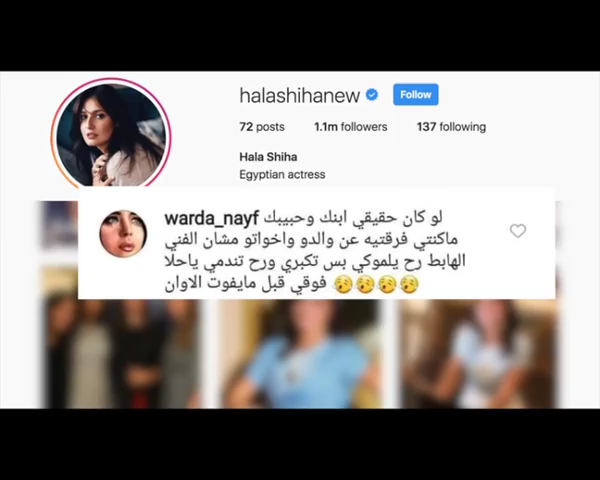 halashihanew
Follow
72 posts 1.1m followers 137 following
Hala Shiha
Egyptian actress
warda_nayf لو كان حقيقي ابنك وحبيبك
ماكنتي فرقتيه عن والدو واخواتو مشان الفني
الهابط رح يلموكي بس تكبري ورح تندمي ياحلا
فوقي قبل مايفوت الاوان 😥😥😥😥